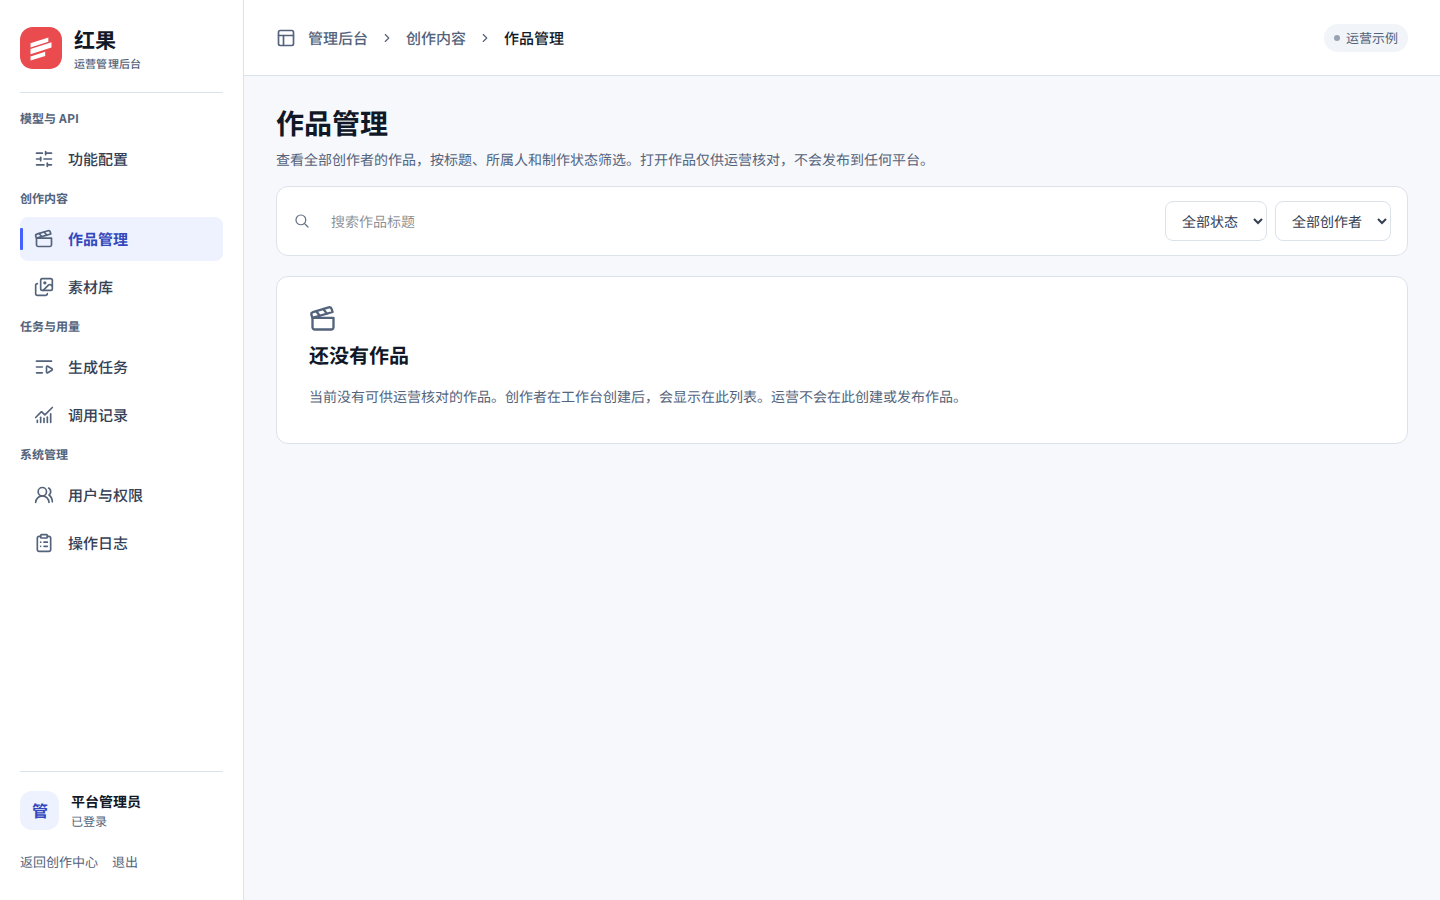 红果
运营管理后台
模型与 API
功能配置
创作内容
作品管理
素材库
任务与用量
生成任务
调用记录
系统管理
用户与权限
操作日志
管
平台管理员
已登录
返回创作中心 退出
管理后台 > 创作内容 > 作品管理
运营示例
作品管理
查看全部创作者的作品，按标题、所属人和制作状态筛选。打开作品仅供运营核对，不会发布到任何平台。
搜索作品标题
全部状态
全部创作者
还没有作品
当前没有可供运营核对的作品。创作者在工作台创建后，会显示在此列表。运营不会在此创建或发布作品。